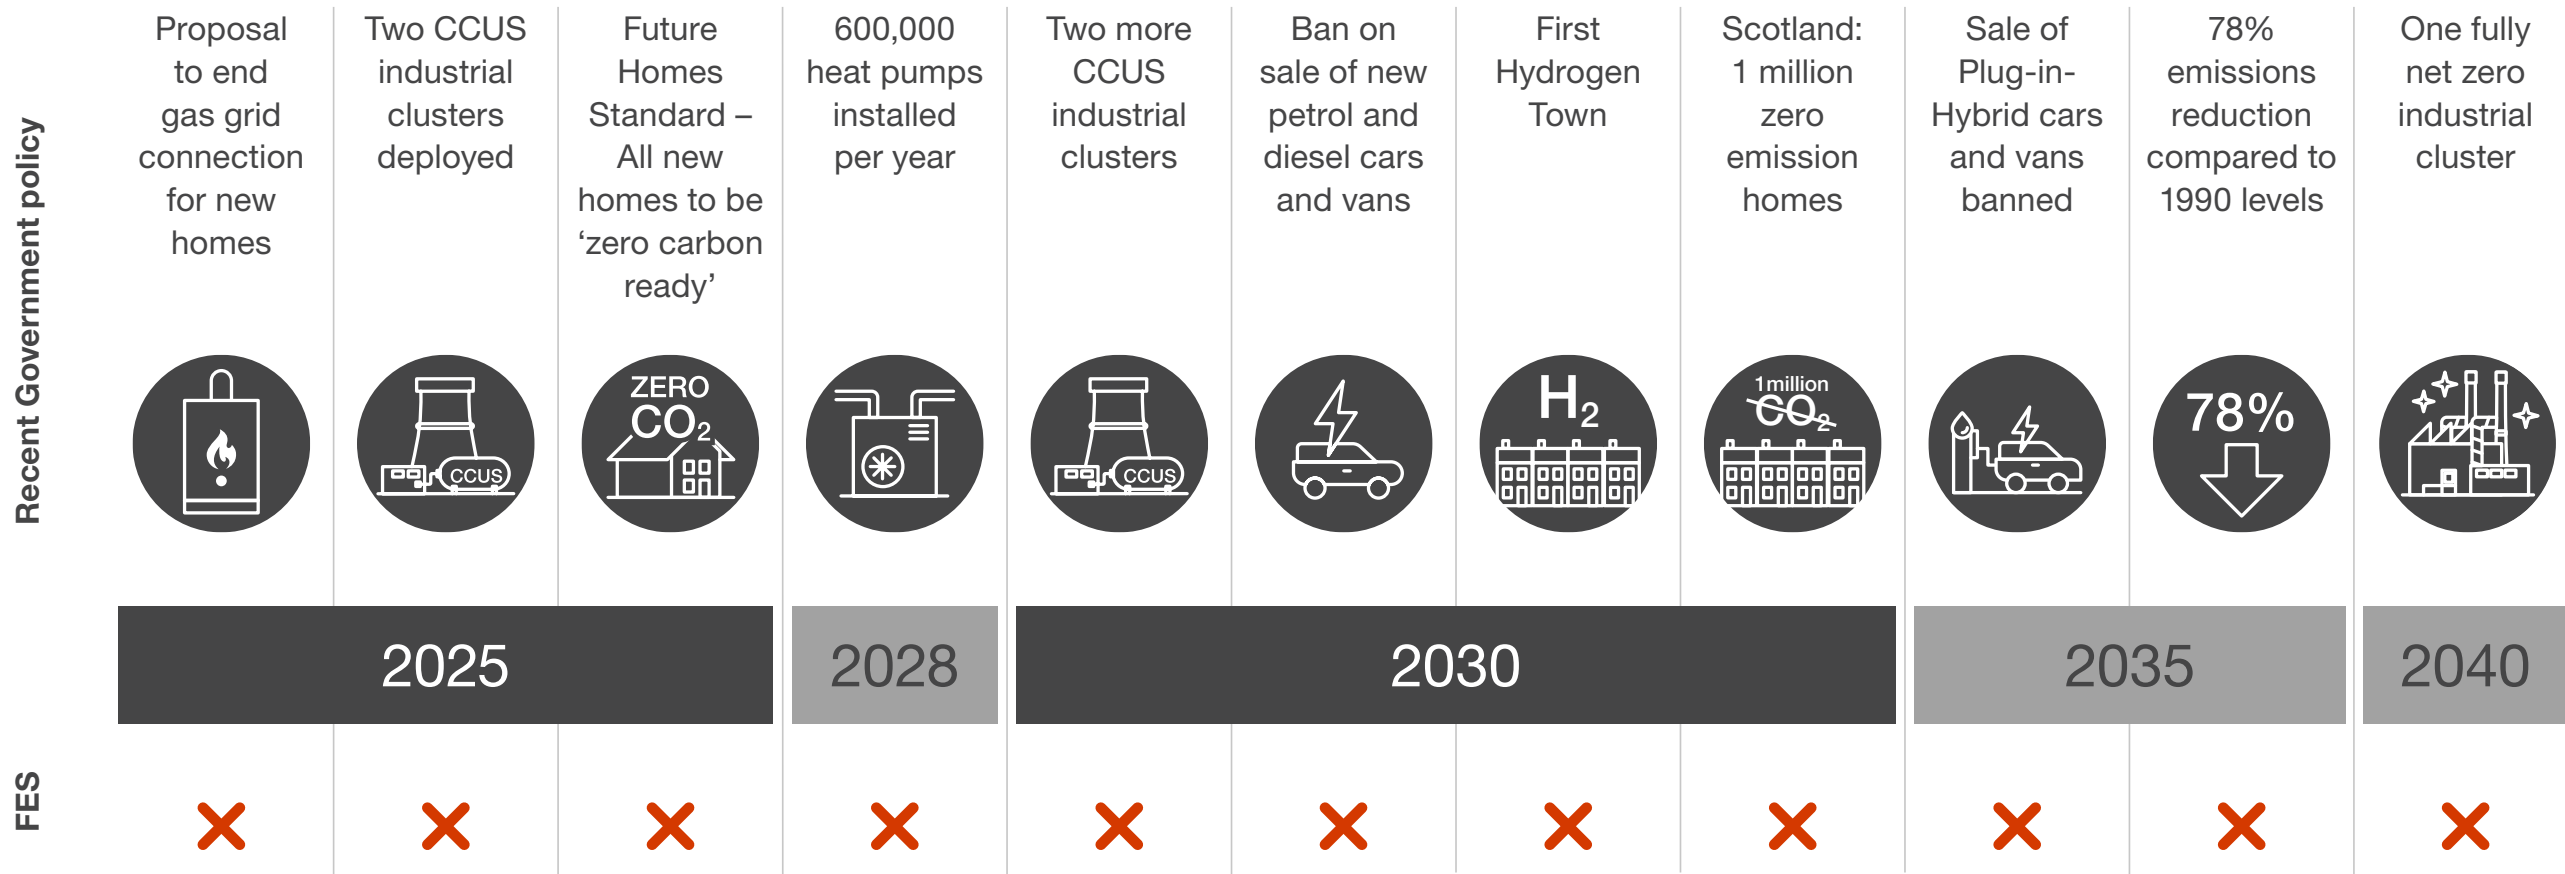 Recent Government policy
Proposal
to end
gas grid
connection
for new
homes
Two CCUS
industrial
clusters
deployed
Future
Homes
Standard –
All new
homes to be
‘zero carbon
ready’
600,000
heat pumps
installed
per year
Two more
CCUS
industrial
clusters
Ban on
sale of new
petrol and
diesel cars
and vans
First
Hydrogen
Town
Scotland:
1 million
zero
emission
homes
Sale of
Plug-in-
Hybrid cars
and vans
banned
78%
emissions
reduction
compared to
1990 levels
One fully
net zero
industrial
cluster
CCUS
ZERO
CO₂
CCUS
H₂
1million
CO₂
78%
2025
2028
2030
2035
2040
FES